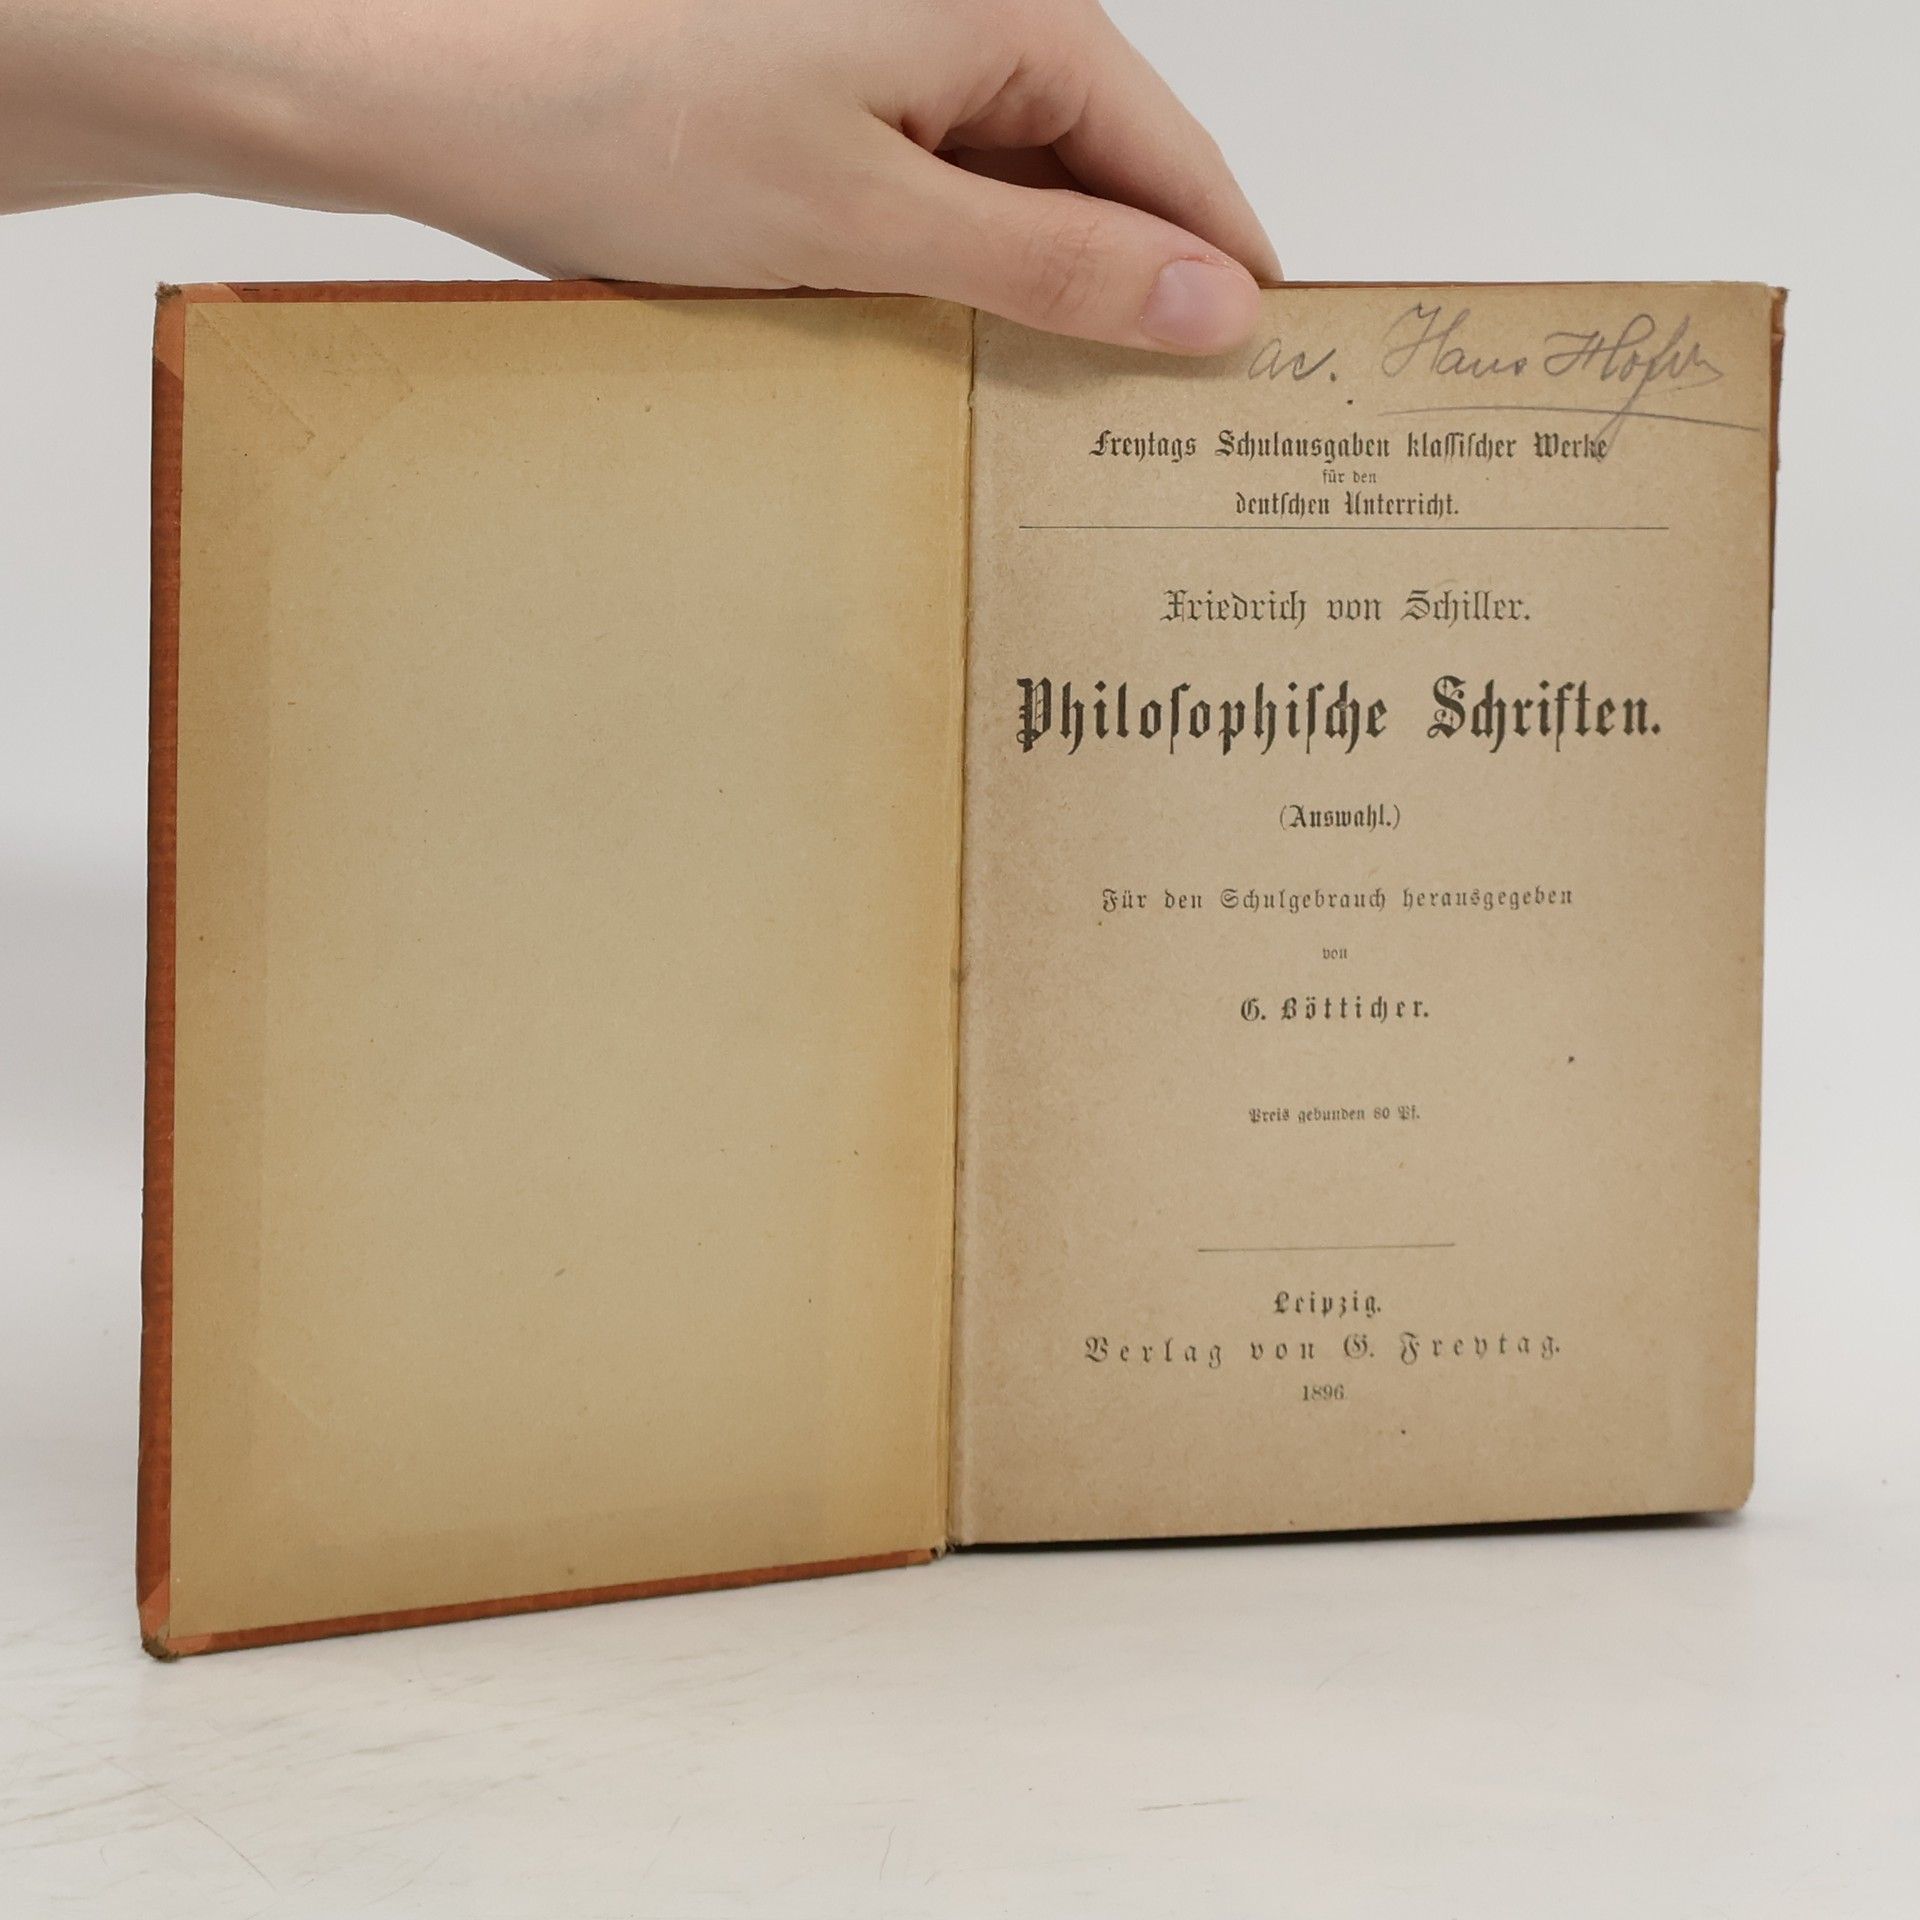 ac. Hans
Freytags Schulausgaben klaſſiſcher Werke
für den
deutſchen Unterricht.
Friedrich von Schiller.
Philoſophiſche Schriften.
(Auswahl.)
Für den Schulgebrauch herausgegeben
von
G. Bötticher.
Preis gebunden 80 Pf.
Leipzig.
Verlag von G. Freytag.
1896